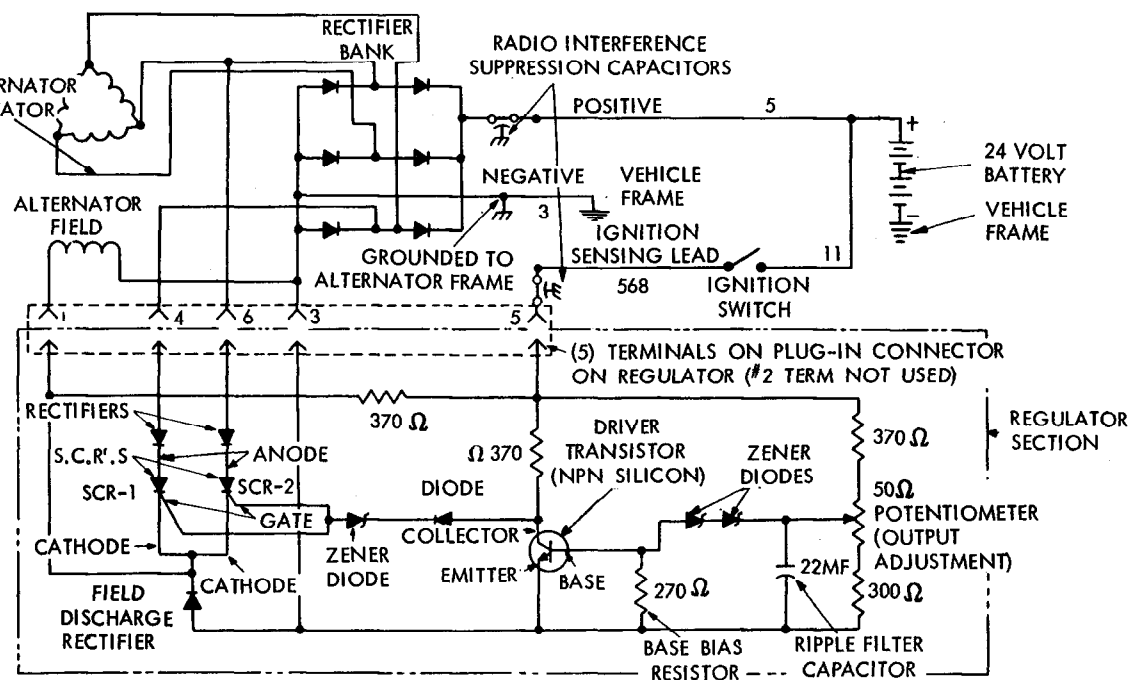 RECTIFIER
BANK
RADIO INTERFERENCE
SUPPRESSION CAPACITORS
RNATOR
ATOR
POSITIVE
5
+
24 VOLT
BATTERY
−
VEHICLE
FRAME
NEGATIVE
3
VEHICLE
FRAME
ALTERNATOR
FIELD
GROUNDED TO
ALTERNATOR FRAME
IGNITION
SENSING LEAD
568
11
IGNITION
SWITCH
1
4
6
3
5
(5) TERMINALS ON PLUG-IN CONNECTOR
ON REGULATOR (#2 TERM NOT USED)
370 Ω
RECTIFIERS
S.C.R'.S
ANODE
SCR-1
SCR-2
GATE
CATHODE
CATHODE
FIELD
DISCHARGE
RECTIFIER
ZENER
DIODE
DIODE
Ω 370
DRIVER
TRANSISTOR
(NPN SILICON)
COLLECTOR
EMITTER
BASE
ZENER
DIODES
270 Ω
BASE BIAS
RESISTOR
22MF
RIPPLE FILTER
CAPACITOR
370 Ω
50Ω
POTENTIOMETER
(OUTPUT
ADJUSTMENT)
300 Ω
REGULATOR
SECTION